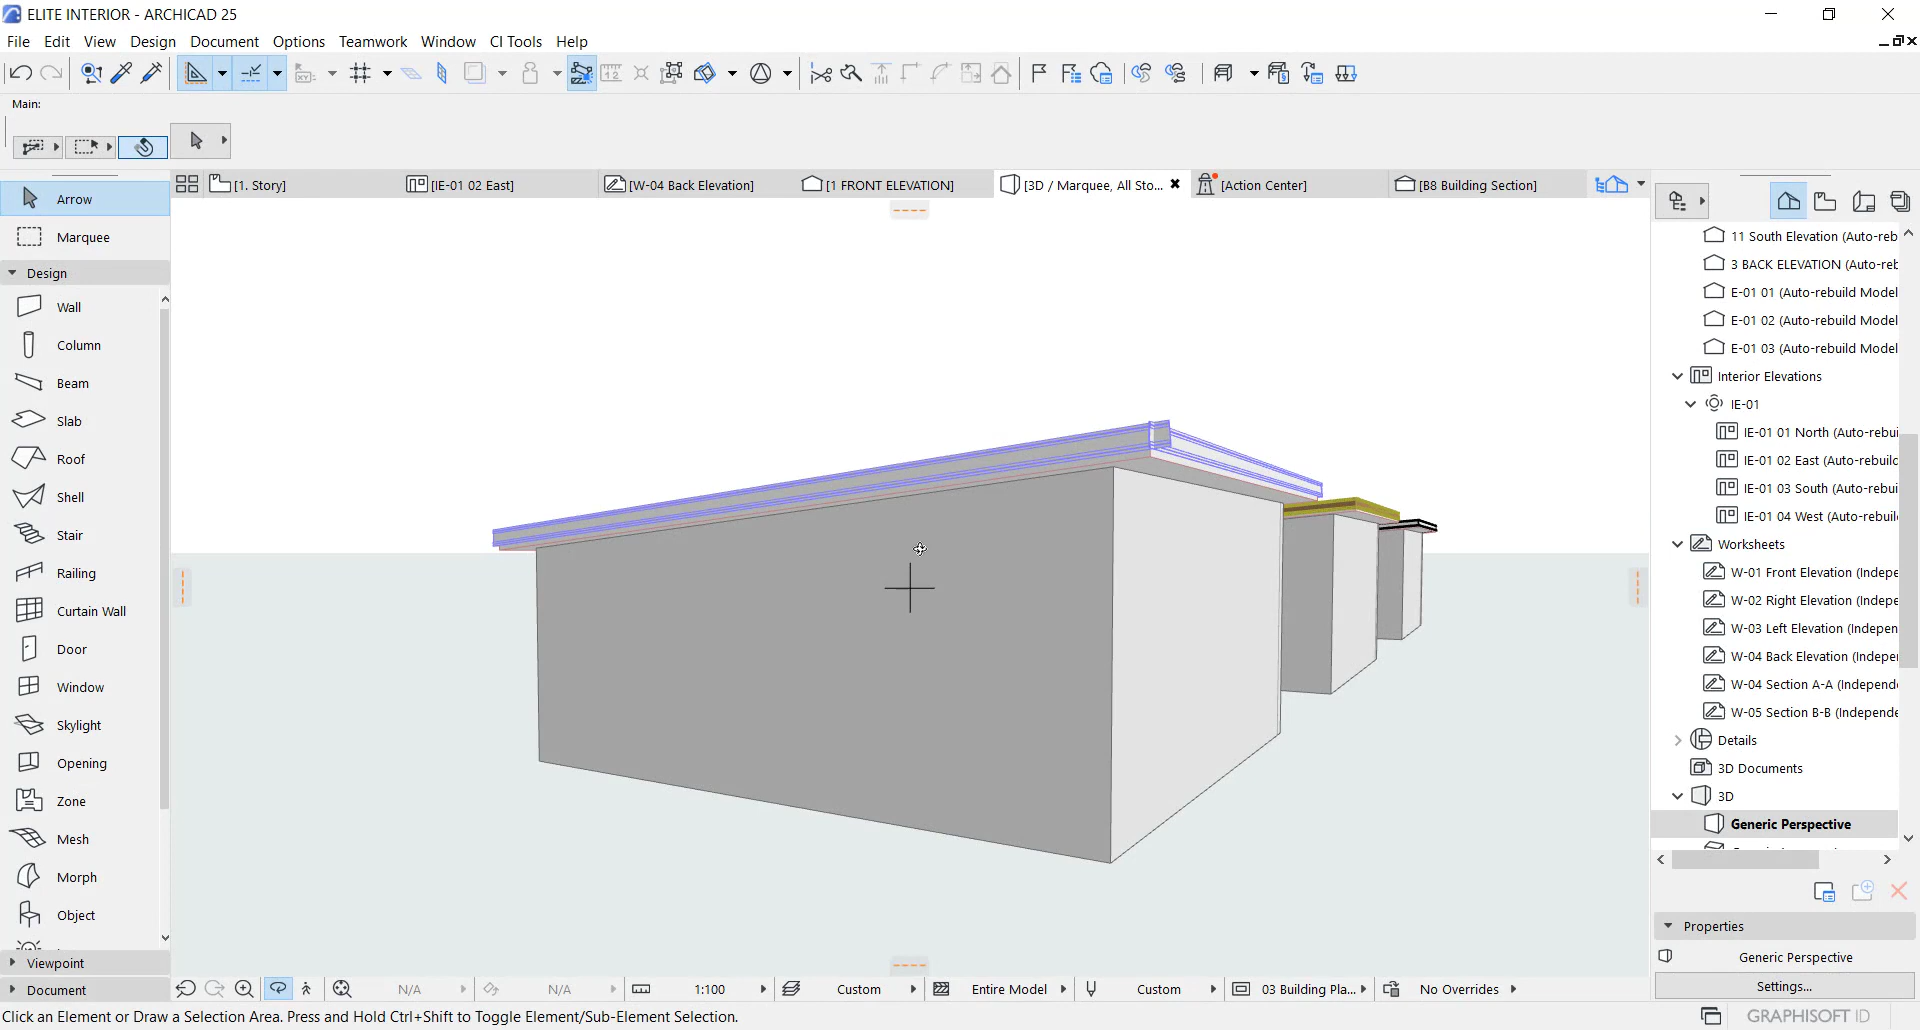 ELITE INTERIOR - ARCHICAD 25
File Edit View Design Document Options Teamwork Window CI Tools Help
Main:
[1. Story]
[IE-01 02 East]
[W-04 Back Elevation]
[1 FRONT ELEVATION]
[3D / Marquee, All Sto...
[Action Center]
[B8 Building Section]
Arrow
Marquee
Design
Wall
Column
Beam
Slab
Roof
Shell
Stair
Railing
Curtain Wall
Door
Window
Skylight
Opening
Zone
Mesh
Morph
Object
Viewpoint
Document
11 South Elevation (Auto-reb
3 BACK ELEVATION (Auto-reb
E-01 01 (Auto-rebuild Model
E-01 02 (Auto-rebuild Model
E-01 03 (Auto-rebuild Model
Interior Elevations
IE-01
IE-01 01 North (Auto-rebui
IE-01 02 East (Auto-rebuild
IE-01 03 South (Auto-rebui
IE-01 04 West (Auto-rebuil
Worksheets
W-01 Front Elevation (Indepe
W-02 Right Elevation (Indepe
W-03 Left Elevation (Indepen
W-04 Back Elevation (Indepen
W-04 Section A-A (Independe
W-05 Section B-B (Independe
Details
3D Documents
3D
Generic Perspective
Properties
Generic Perspective
Settings...
N/A
N/A
1:100
Custom
Entire Model
Custom
03 Building Pla...
No Overrides
Click an Element or Draw a Selection Area. Press and Hold Ctrl+Shift to Toggle Element/Sub-Element Selection.
GRAPHISOFT ID